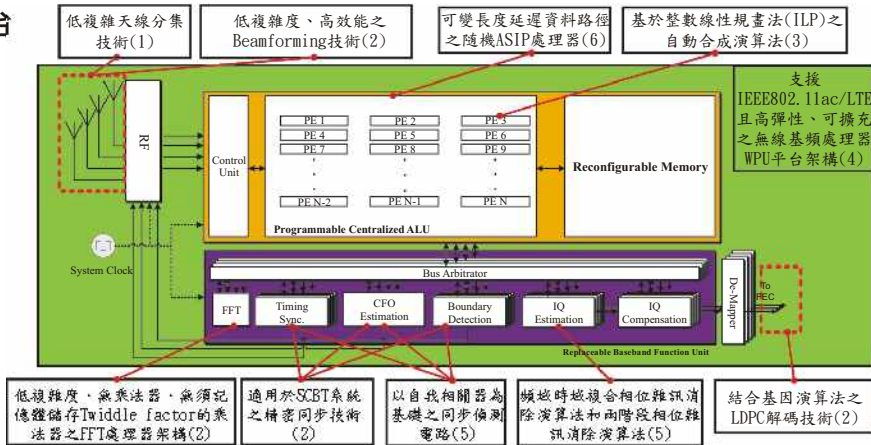 台
低複雜天線分集
技術(1)
低複雜度、高效能之
Beamforming技術(2)
可變長度延遲資料路徑
之隨機ASIP處理器(6)
基於整數線性規畫法(ILP)之
自動合成演算法(3)
支援
IEEE802.11ac/LTE
且高彈性、可擴充
之無線基頻處理器
WPU平台架構(4)
RF
Control
Unit
PE 1
PE 2
PE 3
PE 4
PE 5
PE 6
PE 7
PE 8
PE 9
PE N-2
PE N-1
PE N
Programmable Centralized ALU
Reconfigurable Memory
System Clock
Bus Arbitrator
FFT
Timing
Sync.
CFO
Estimation
Boundary
Detection
IQ
Estimation
IQ
Compensation
De-Mapper
To
FEC
Replaceable Baseband Function Unit
低複雜度、無乘法器、無須記
憶體儲存Twiddle factor的乘
法器之FFT處理器架構(2)
適用於SCBT系統
之精密同步技術
(2)
以自我相關器為
基礎之同步偵測
電路(5)
頻域時域複合相位雜訊消
除演算法和兩階段相位雜
訊消除演算法(5)
結合基因演算法之
LDPC解碼技術(2)